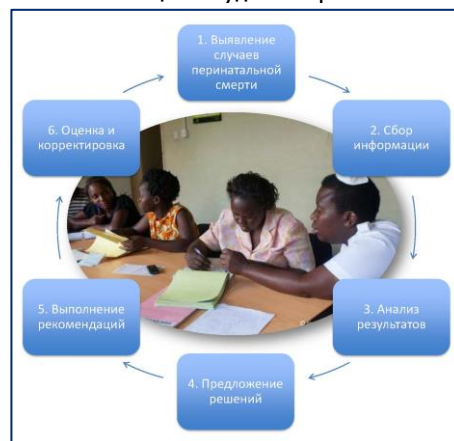 1. Выявление
случаев
перинатальной
смерти
2. Сбор
информации
3. Анализ
результатов
4. Предложение
решений
5. Выполнение
рекомендаций
6. Оценка и
корректировка